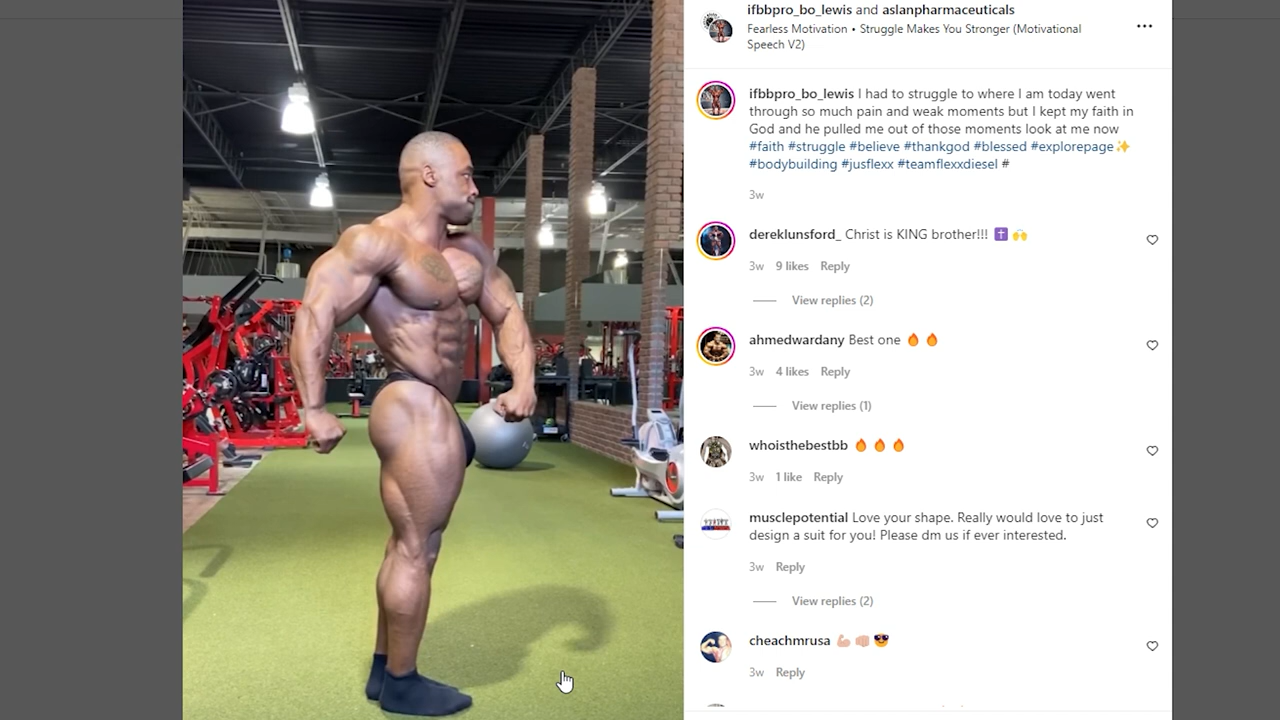 ifbbpro_bo_lewis and aslanpharmaceuticals
Fearless Motivation • Struggle Makes You Stronger (Motivational
Speech V2)
ifbbpro_bo_lewis I had to struggle to where I am today went
through so much pain and weak moments but I kept my faith in
God and he pulled me out of those moments look at me now
#faith #struggle #believe #thankgod #blessed #explorepage✨
#bodybuilding #jusflexx #teamflexxdiesel #
3w
dereklunsford_ Christ is KING brother!!! ✝️ 🙌
3w 9 likes Reply
View replies (2)
ahmedwardany Best one 🔥 🔥
3w 4 likes Reply
View replies (1)
whoisthebestbb 🔥 🔥 🔥
3w 1 like Reply
musclepotential Love your shape. Really would love to just
design a suit for you! Please dm us if ever interested.
3w Reply
View replies (2)
cheachmrusa 💪🏼 👊🏼 😎
3w Reply